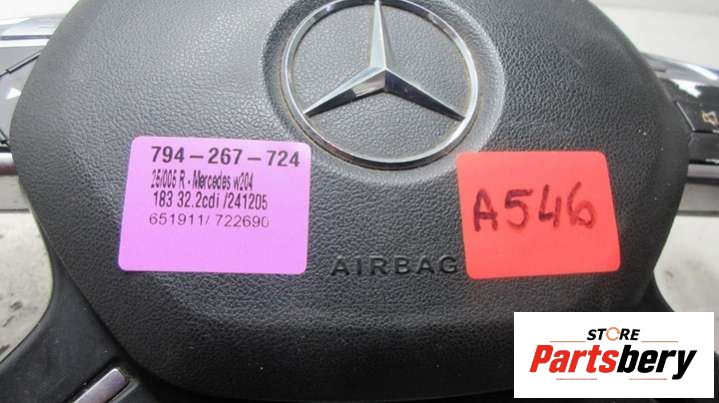 794-267-724
25/005 R - Mercedes w204
183 32.2cdi /241205
651911/ 722690
A546
AIRBAG
STORE
Partsbery